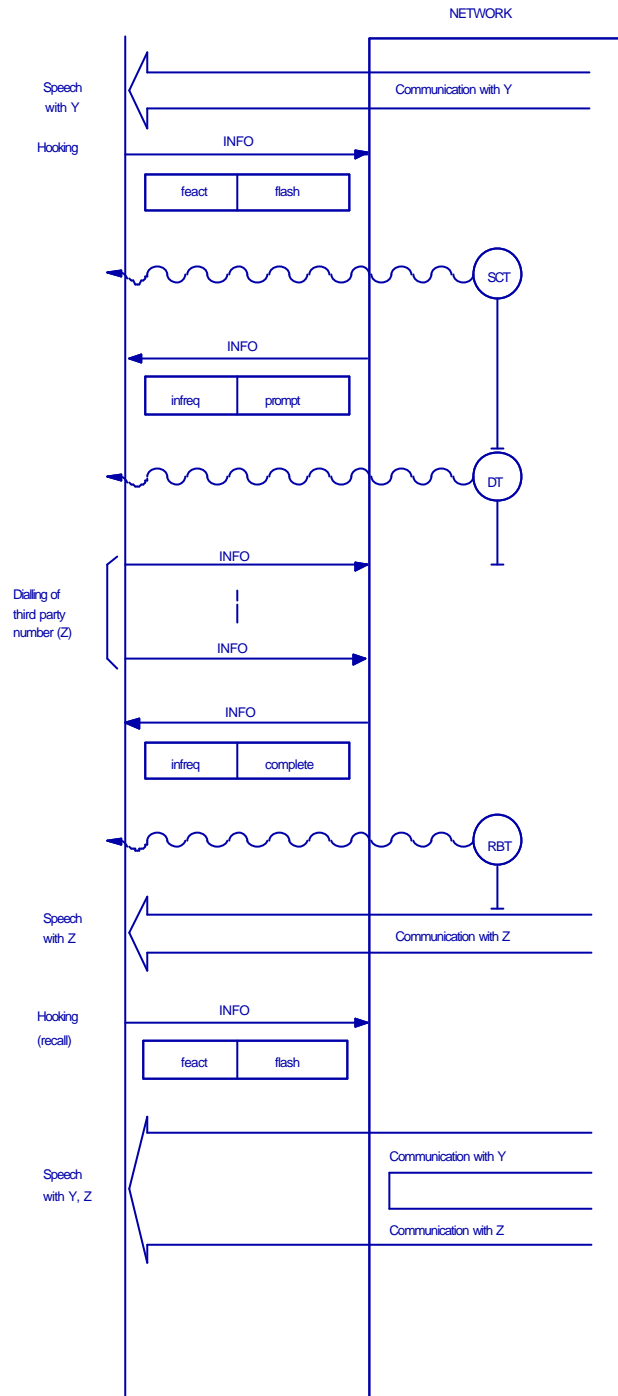 NETWORK
Speech
with Y
Communication with Y
Hooking
INFO
feact flash
SCT
INFO
infreq prompt
DT
INFO
Dialling of
third party
number (Z)
INFO
INFO
infreq complete
RBT
Speech
with Z
Communication with Z
Hooking
(recall)
INFO
feact flash
Communication with Y
Speech
with Y, Z
Communication with Z